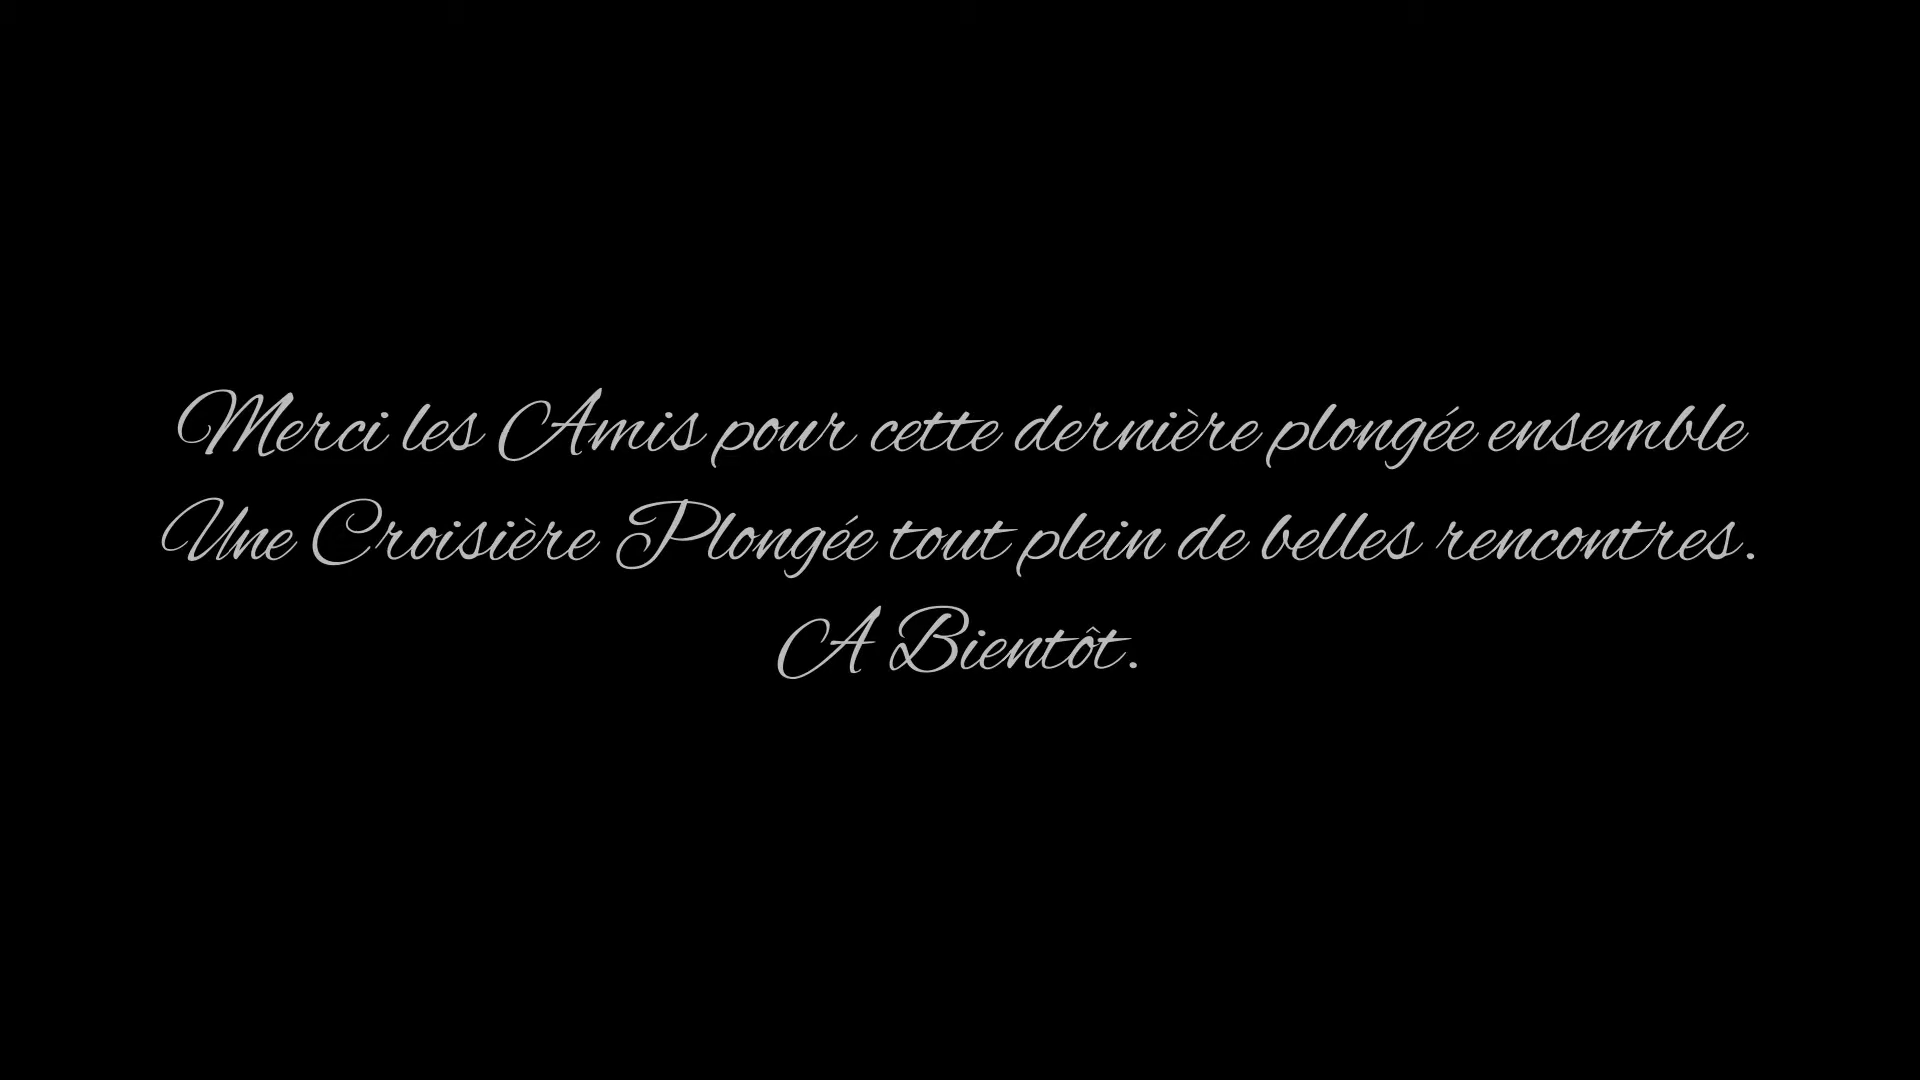 Merci les Amis pour cette dernière plongée ensemble
Une Croisière Plongée tout plein de belles rencontres.
A Bientôt.